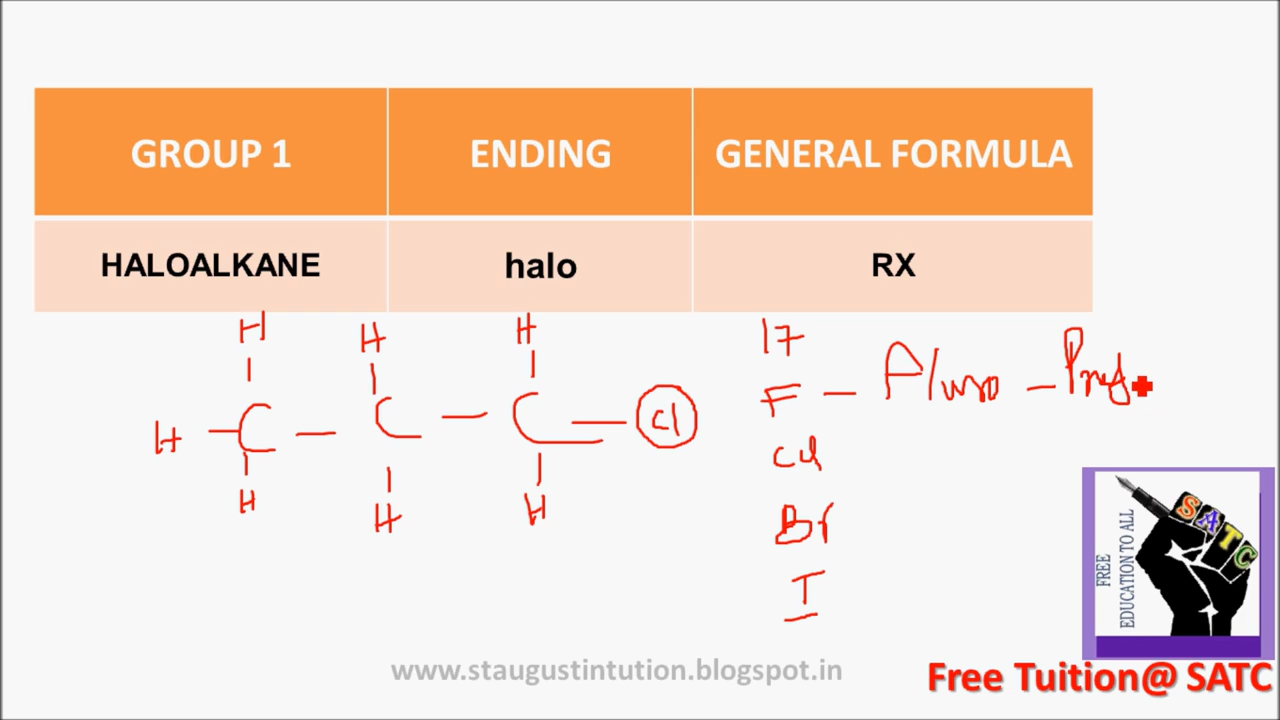 GROUP 1 ENDING GENERAL FORMULA
HALOALKANE halo RX
H H H
H – C – C – C – Cl
H H H
17
F –
Cl
Br
I
SATC
FREE
EDUCATION TO ALL
www.staugustintution.blogspot.in
Free Tuition@ SATC